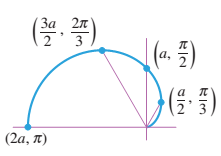 (3a/2, 2π/3)
(a, π/2)
(a/2, π/3)
(2a, π)